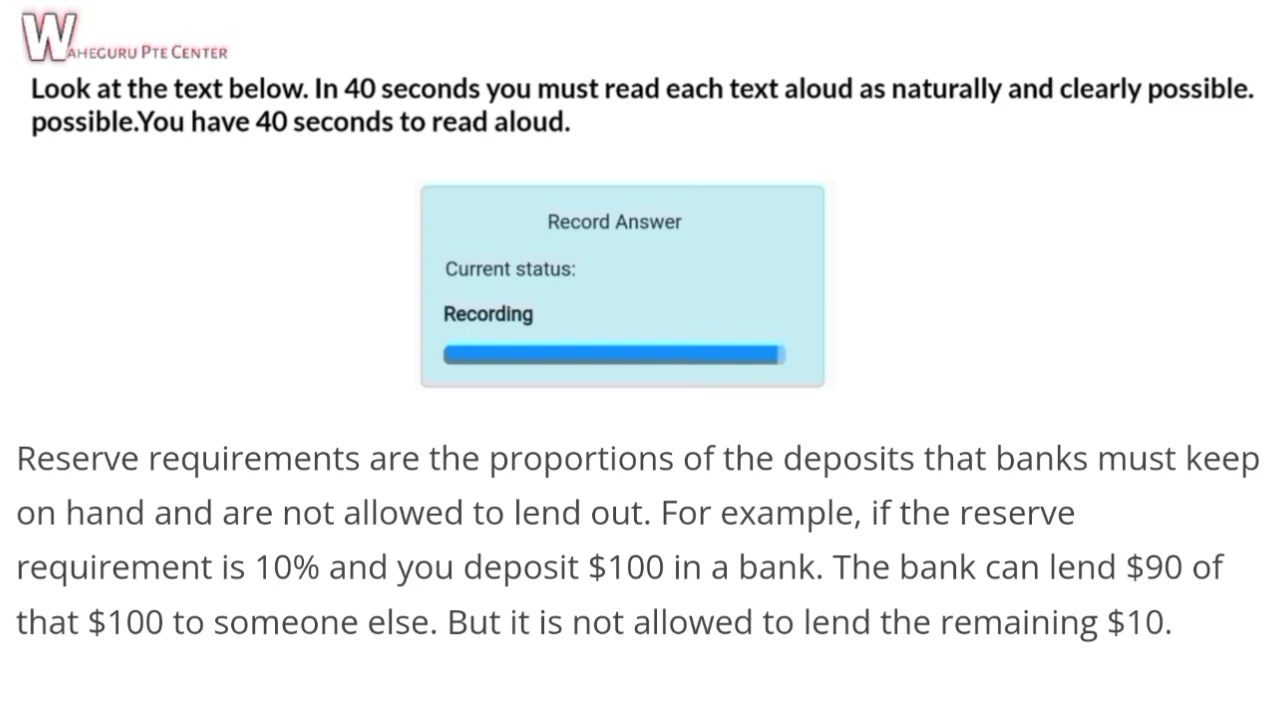 WAHEGURU PTE CENTER
Look at the text below. In 40 seconds you must read each text aloud as naturally and clearly possible.
possible.You have 40 seconds to read aloud.
Record Answer
Current status:
Recording
Reserve requirements are the proportions of the deposits that banks must keep
on hand and are not allowed to lend out. For example, if the reserve
requirement is 10% and you deposit $100 in a bank. The bank can lend $90 of
that $100 to someone else. But it is not allowed to lend the remaining $10.